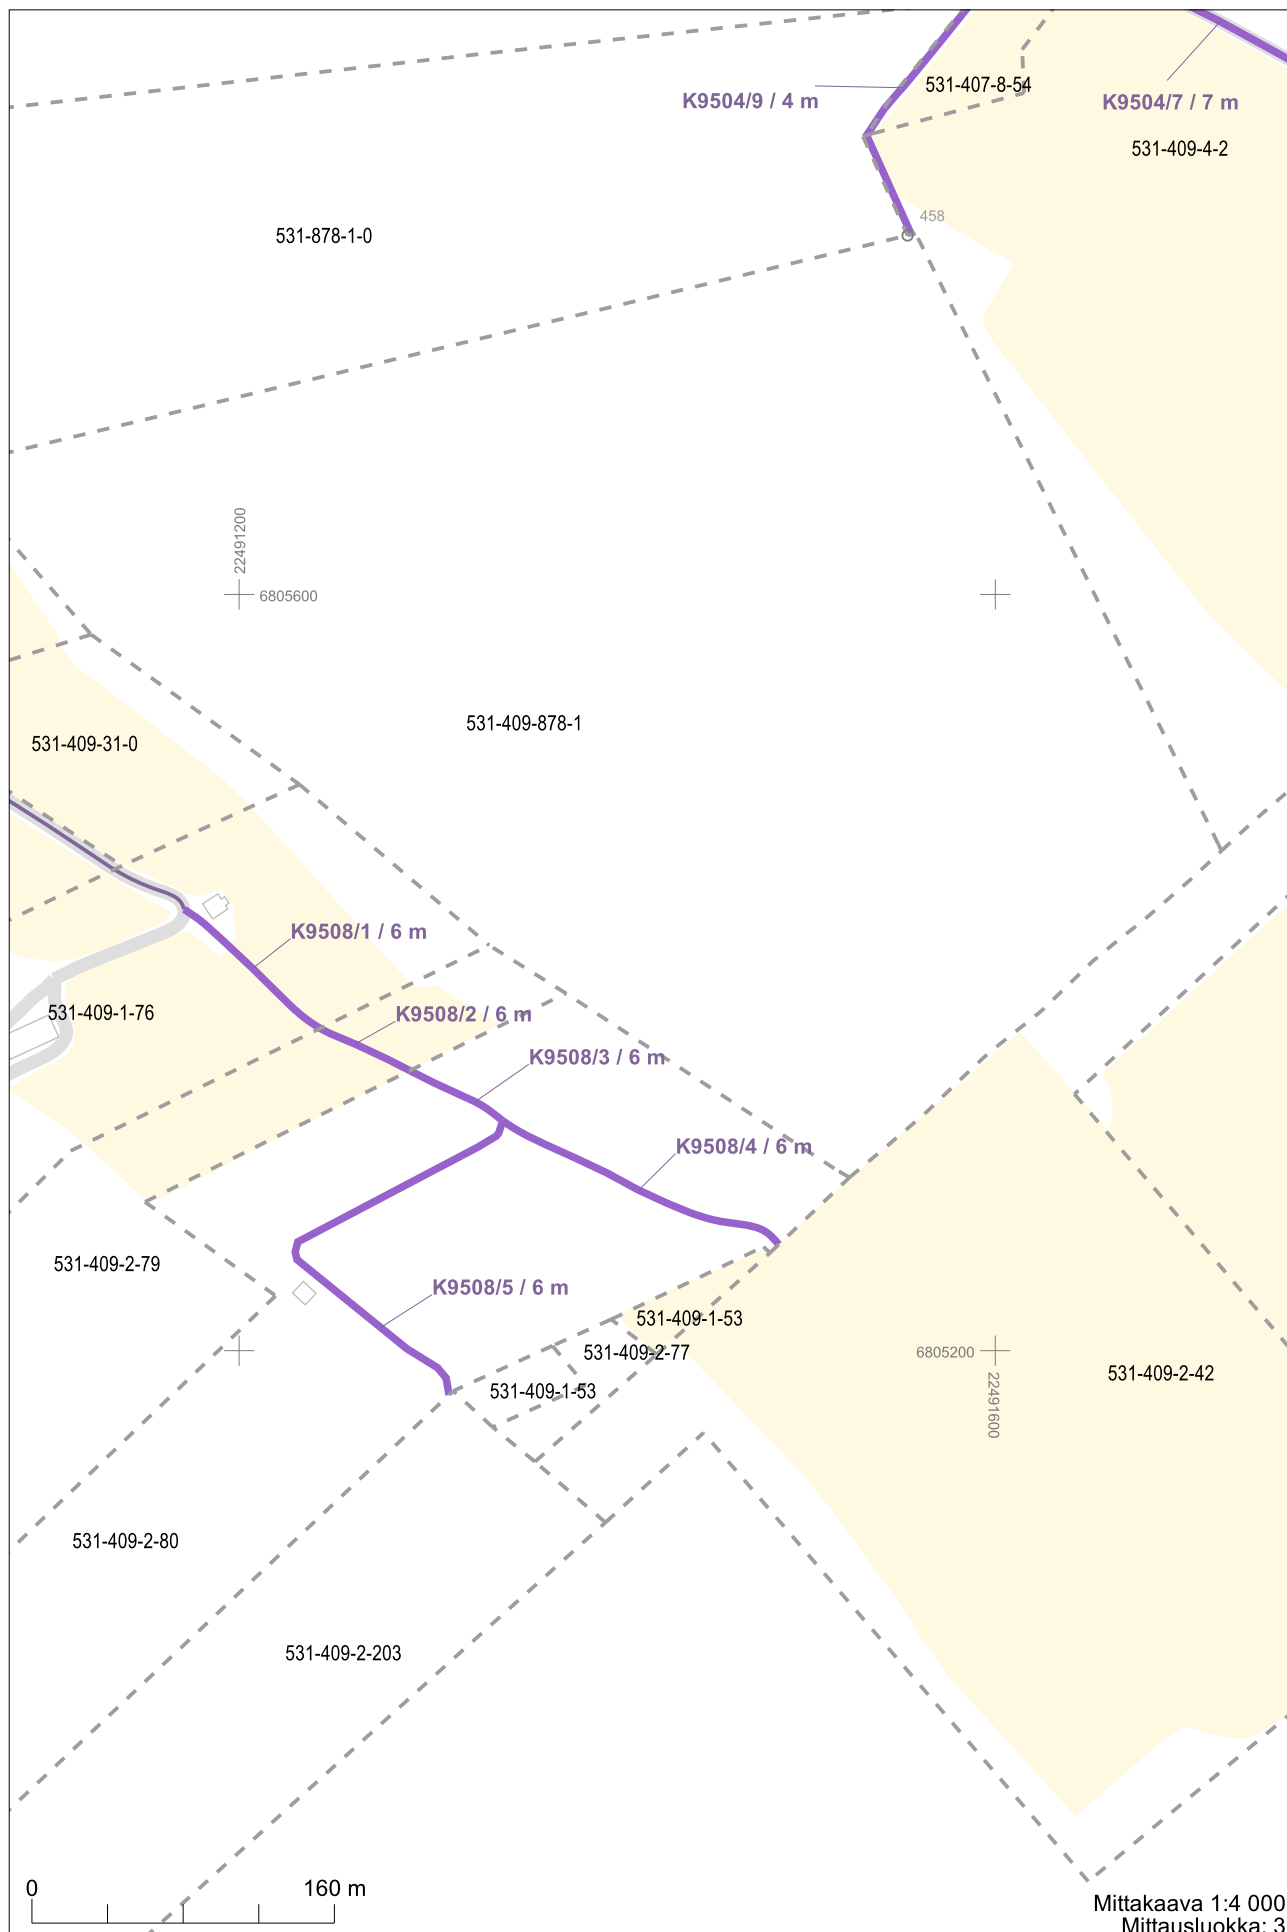 531-407-8-54
K9504/9 / 4 m
K9504/7 / 7 m
531-409-4-2
458
531-878-1-0
22491200
6805600
531-409-878-1
531-409-31-0
K9508/1 / 6 m
531-409-1-76
K9508/2 / 6 m
K9508/3 / 6 m
K9508/4 / 6 m
531-409-2-79
K9508/5 / 6 m
531-409-1-53
531-409-2-77
6805200
531-409-2-42
531-409-1-53
22491600
531-409-2-80
531-409-2-203
0
160 m
Mittakaava 1:4 000
Mittausluokka: 3